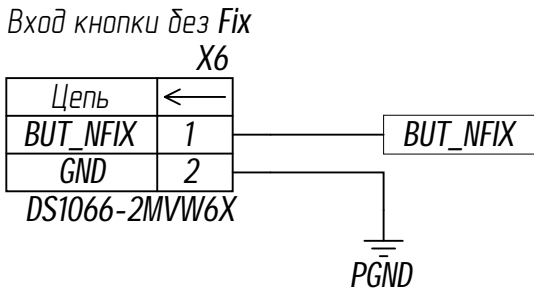 Вход кнопки без Fix
X6
Цепь
BUT_NFIX 1 BUT_NFIX
GND 2
DS1066-2MVW6X
PGND